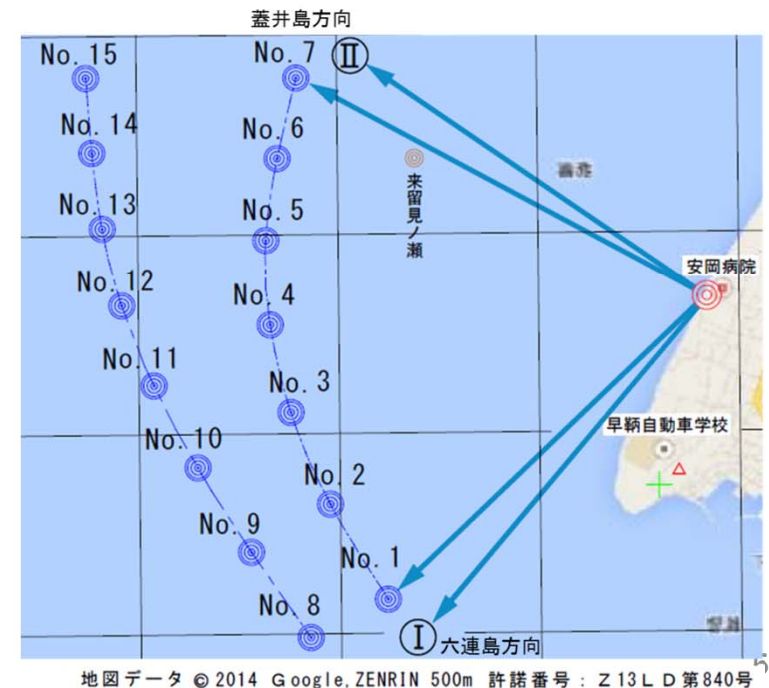 蓋井島方向
No. 15
No. 7
Ⅱ
No. 14
No. 6
来留見ノ瀬
No. 13
No. 5
安岡病院
No. 12
No. 4
No. 11
No. 3
早鞆自動車学校
No. 10
No. 2
No. 9
No. 1
No. 8
Ⅰ
六連島方向
地図データ © 2014 Google,ZENRIN 500m 許諾番号：Z13LD第840号